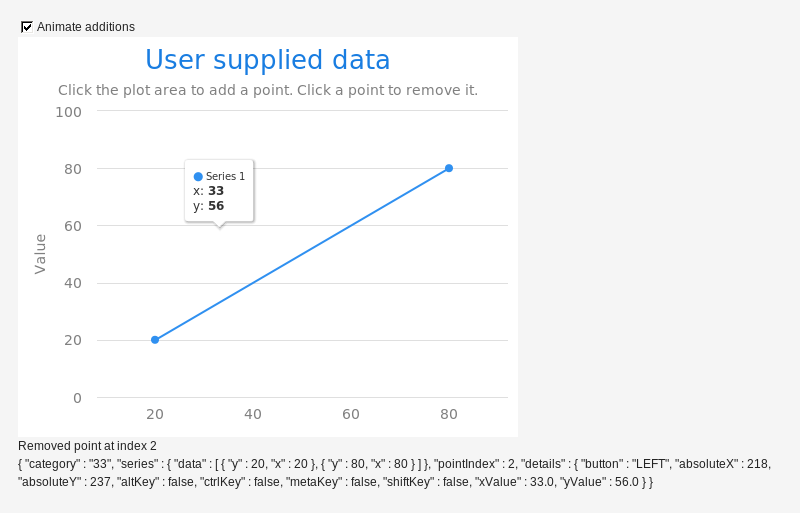 Animate additions
User supplied data
Click the plot area to add a point. Click a point to remove it.
100
80
60
40
20
0
Value
Series 1
x: 33
y: 56
20 40 60 80
Removed point at index 2
{ "category" : "33", "series" : { "data" : [ { "y" : 20, "x" : 20 }, { "y" : 80, "x" : 80 } ] }, "pointIndex" : 2, "details" : { "button" : "LEFT", "absoluteX" : 218,
"absoluteY" : 237, "altKey" : false, "ctrlKey" : false, "metaKey" : false, "shiftKey" : false, "xValue" : 33.0, "yValue" : 56.0 } }